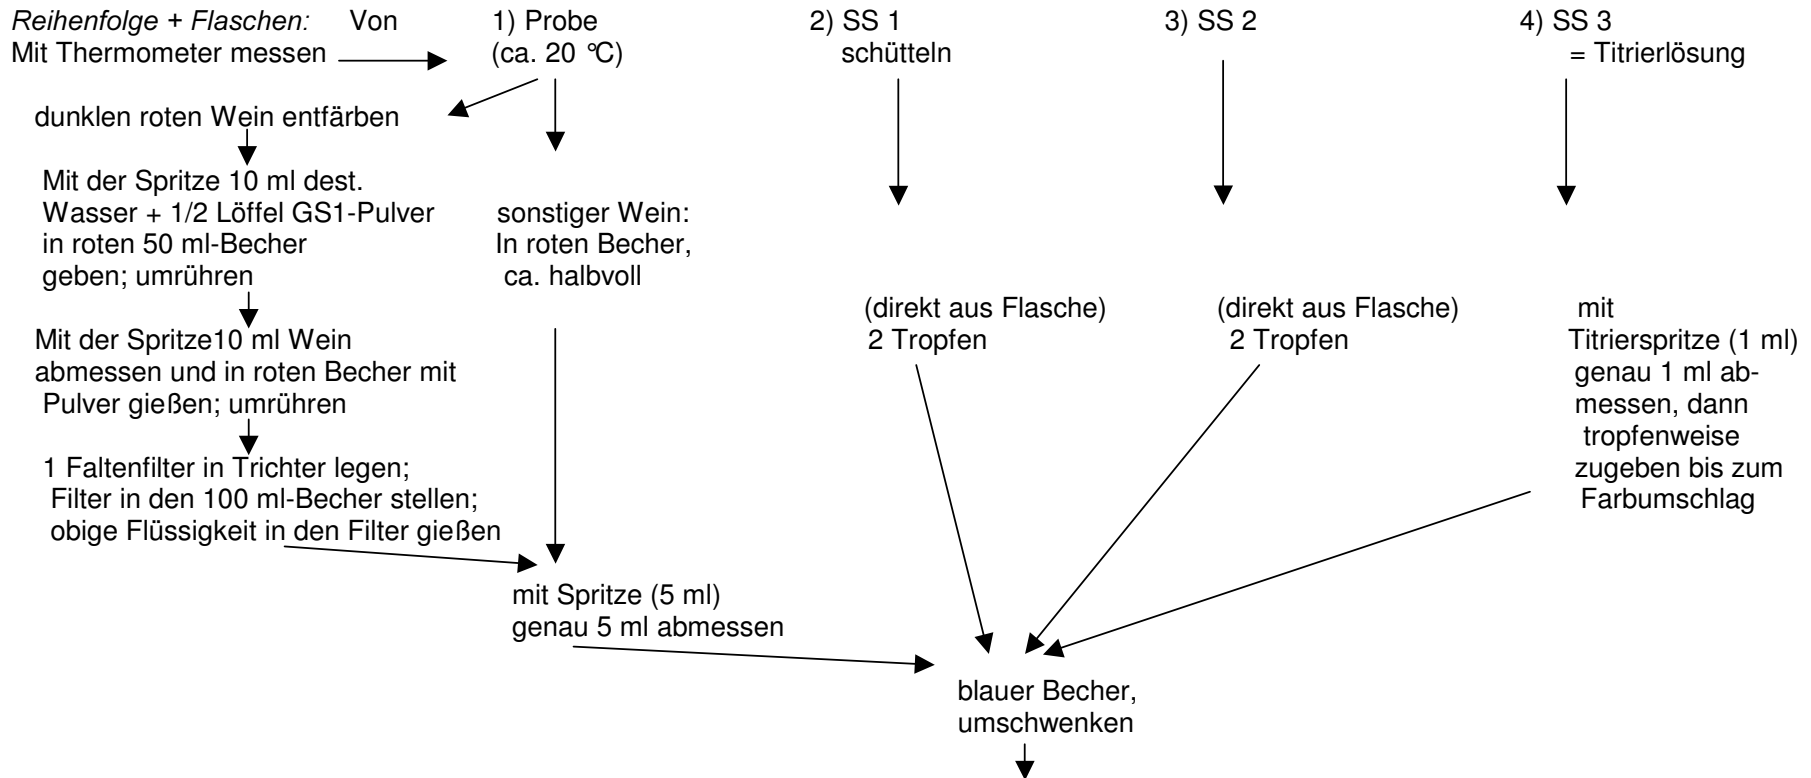 Reihenfolge + Flaschen: Von
Mit Thermometer messen
1) Probe
(ca. 20 °C)
2) SS 1
schütteln
3) SS 2
4) SS 3
= Titrierlösung
dunklen roten Wein entfärben
Mit der Spritze 10 ml dest.
Wasser + 1/2 Löffel GS1-Pulver
in roten 50 ml-Becher
geben; umrühren
Mit der Spritze10 ml Wein
abmessen und in roten Becher mit
Pulver gießen; umrühren
1 Faltenfilter in Trichter legen;
Filter in den 100 ml-Becher stellen;
obige Flüssigkeit in den Filter gießen
sonstiger Wein:
In roten Becher,
ca. halbvoll
mit Spritze (5 ml)
genau 5 ml abmessen
(direkt aus Flasche)
2 Tropfen
(direkt aus Flasche)
2 Tropfen
mit
Titrierspritze (1 ml)
genau 1 ml ab-
messen, dann
tropfenweise
zugeben bis zum
Farbumschlag
blauer Becher,
umschwenken